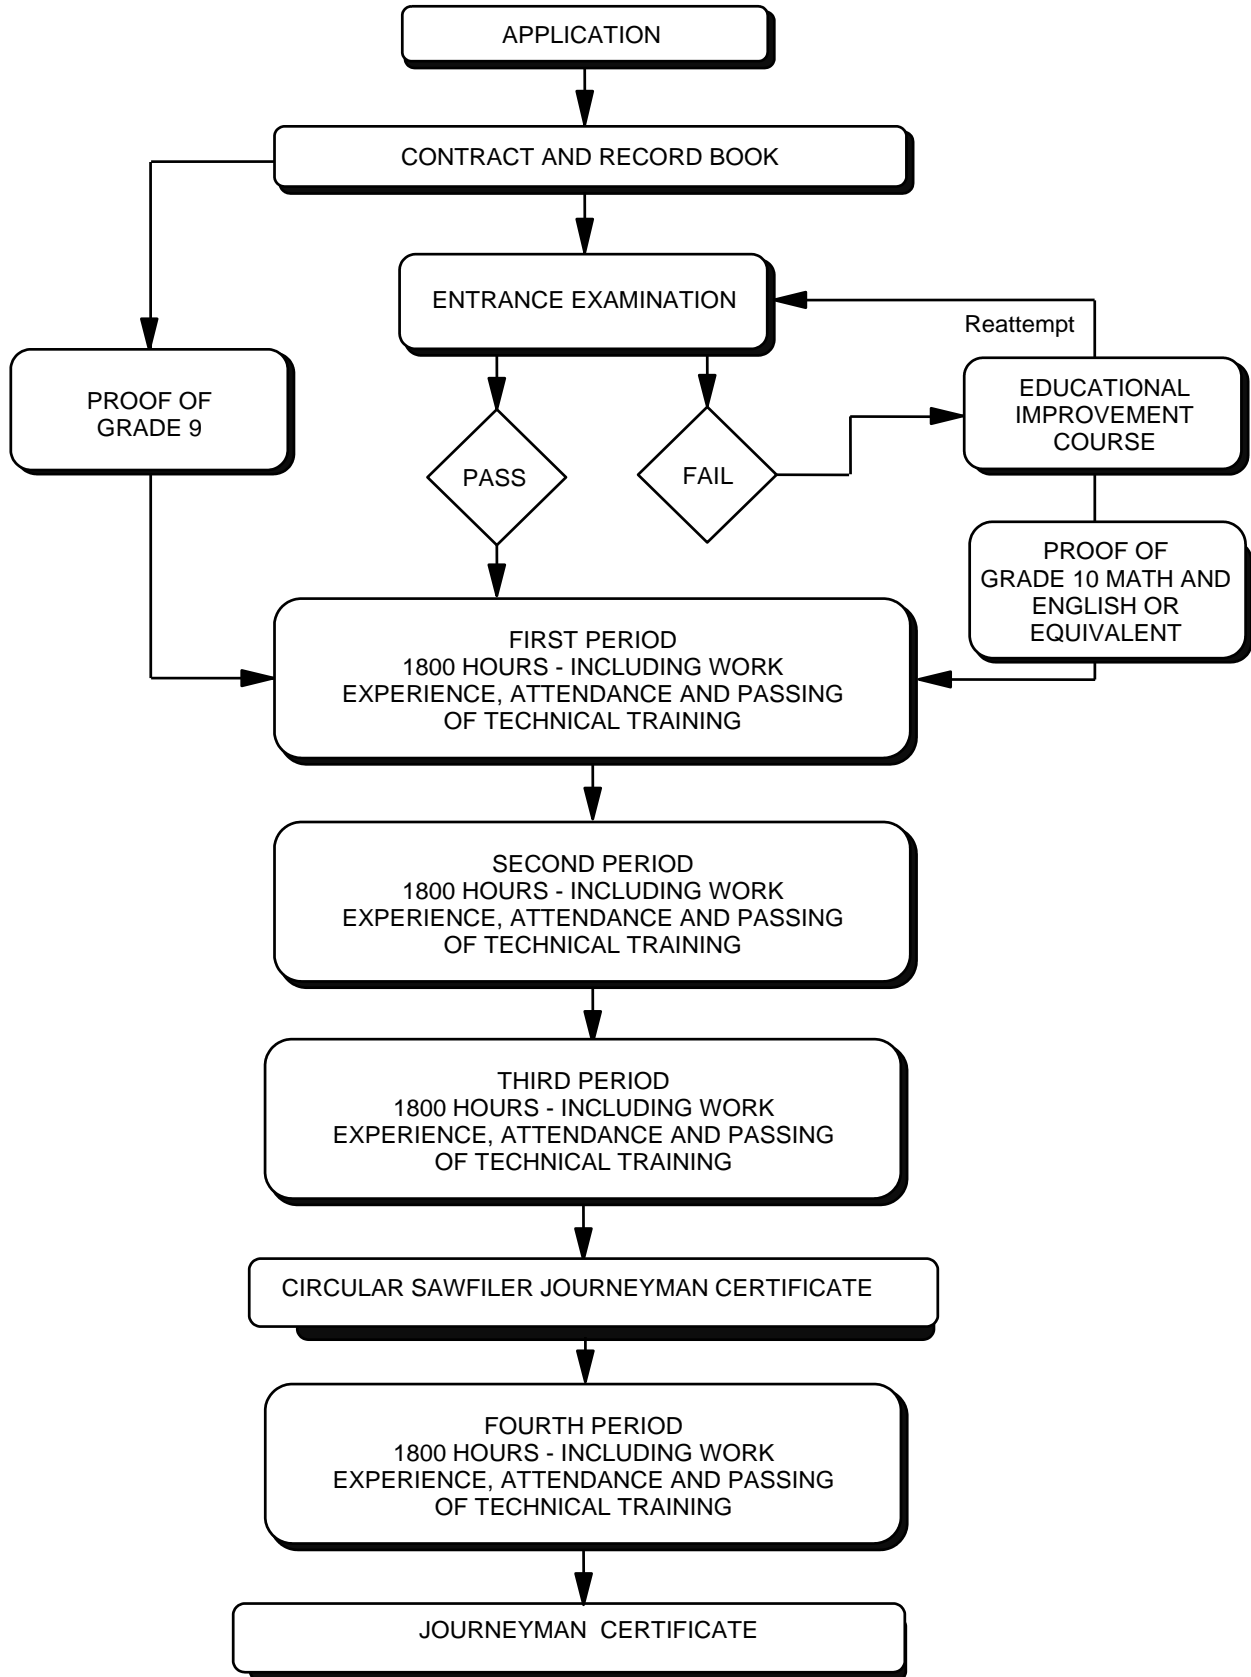 APPLICATION
CONTRACT AND RECORD BOOK
ENTRANCE EXAMINATION
Reattempt
PROOF OF
GRADE 9
EDUCATIONAL
IMPROVEMENT
COURSE
PASS
FAIL
PROOF OF
GRADE 10 MATH AND
ENGLISH OR
EQUIVALENT
FIRST PERIOD
1800 HOURS - INCLUDING WORK
EXPERIENCE, ATTENDANCE AND PASSING
OF TECHNICAL TRAINING
SECOND PERIOD
1800 HOURS - INCLUDING WORK
EXPERIENCE, ATTENDANCE AND PASSING
OF TECHNICAL TRAINING
THIRD PERIOD
1800 HOURS - INCLUDING WORK
EXPERIENCE, ATTENDANCE AND PASSING
OF TECHNICAL TRAINING
CIRCULAR SAWFILER JOURNEYMAN CERTIFICATE
FOURTH PERIOD
1800 HOURS - INCLUDING WORK
EXPERIENCE, ATTENDANCE AND PASSING
OF TECHNICAL TRAINING
JOURNEYMAN CERTIFICATE